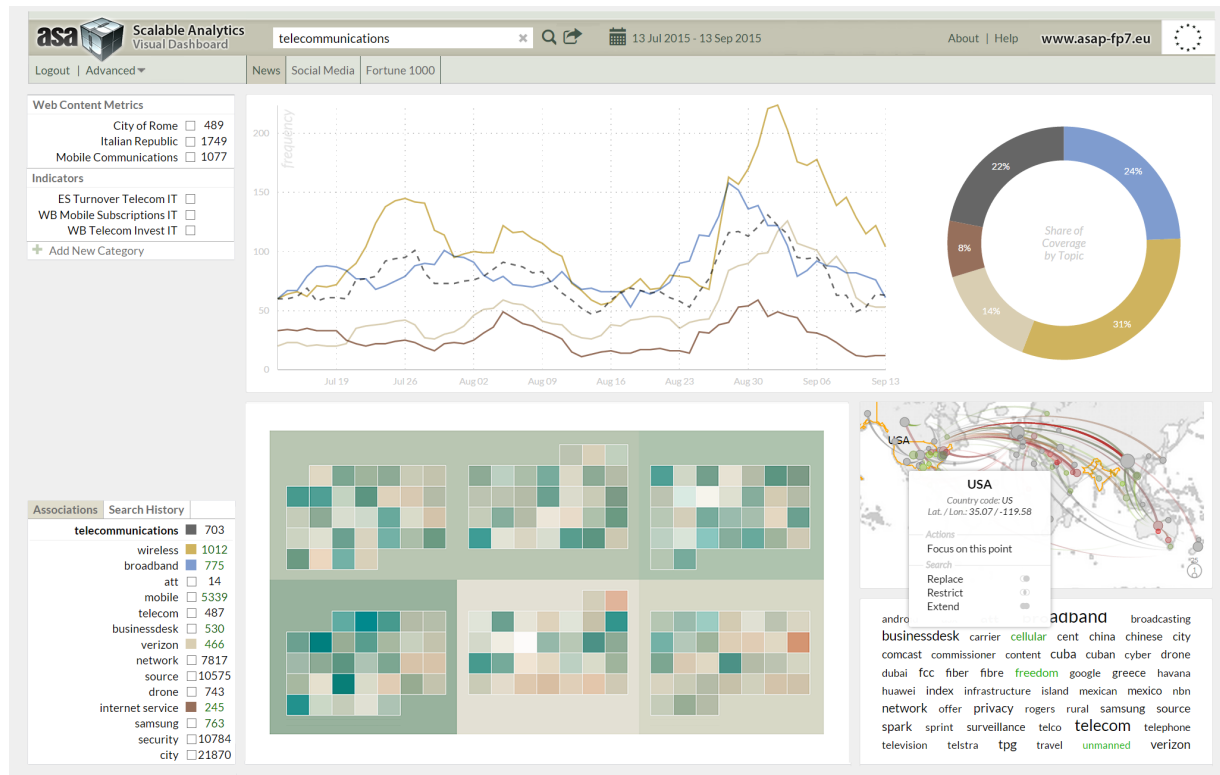 asa
Scalable Analytics
Visual Dashboard
telecommunications ×
13 Jul 2015 - 13 Sep 2015
About | Help
www.asap-fp7.eu
Logout | Advanced
News
Social Media
Fortune 1000
Web Content Metrics
City of Rome 489
Italian Republic 1749
Mobile Communications 1077
Indicators
ES Turnover Telecom IT
WB Mobile Subscriptions IT
WB Telecom Invest IT
+ Add New Category
frequency
200
150
100
50
0
Jul 19
Jul 26
Aug 02
Aug 09
Aug 16
Aug 23
Aug 30
Sep 06
Sep 13
22%
24%
8%
14%
31%
Share of
Coverage
by Topic
Associations
Search History
telecommunications 703
wireless 1012
broadband 775
att 14
mobile 5339
telecom 487
businessdesk 530
verizon 466
network 7817
source 10575
drone 743
internet service 245
samsung 763
security 10784
city 21870
USA
USA
Country code: US
Lat. / Lon.: 35.07 / -119.58
Actions
Focus on this point
Search
Replace
Restrict
Extend
andro adband broadcasting
businessdesk carrier cellular cent china chinese city
comcast commissioner content cuba cuban cyber drone
dubai fcc fiber fibre freedom google greece havana
huawei index infrastructure island mexican mexico nbn
network offer privacy rogers rural samsung source
spark sprint surveillance telco telecom telephone
television telstra tpg travel unmanned verizon